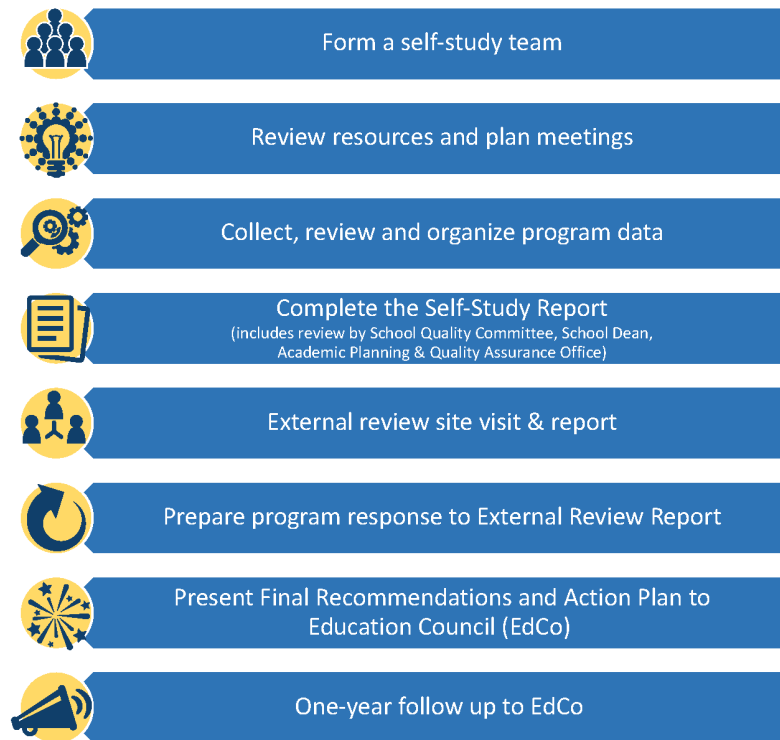 Form a self-study team
Review resources and plan meetings
Collect, review and organize program data
Complete the Self-Study Report
(includes review by School Quality Committee, School Dean,
Academic Planning & Quality Assurance Office)
External review site visit & report
Prepare program response to External Review Report
Present Final Recommendations and Action Plan to
Education Council (EdCo)
One-year follow up to EdCo